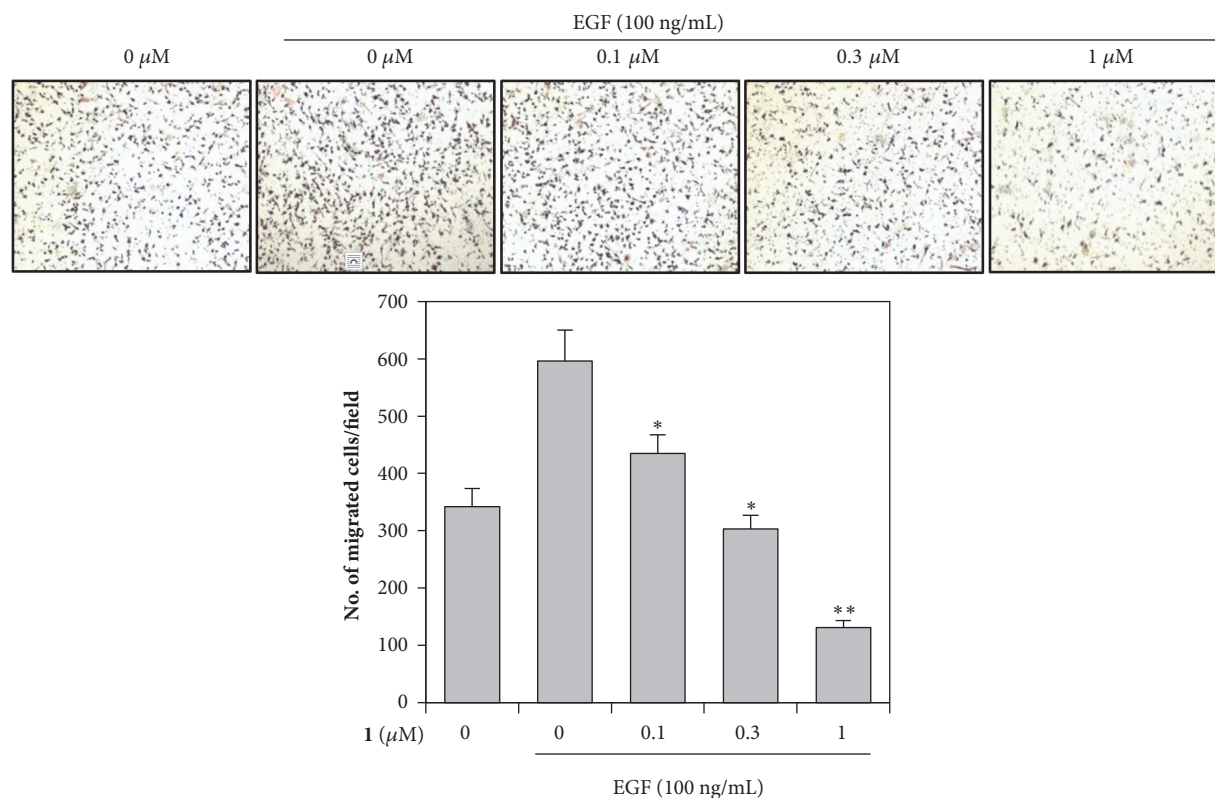 EGF (100 ng/mL)
0 μM 0 μM 0.1 μM 0.3 μM 1 μM
700
600
500
400
300
200
100
0
No. of migrated cells/field
*
*
**
1 (μM) 0 0 0.1 0.3 1
EGF (100 ng/mL)